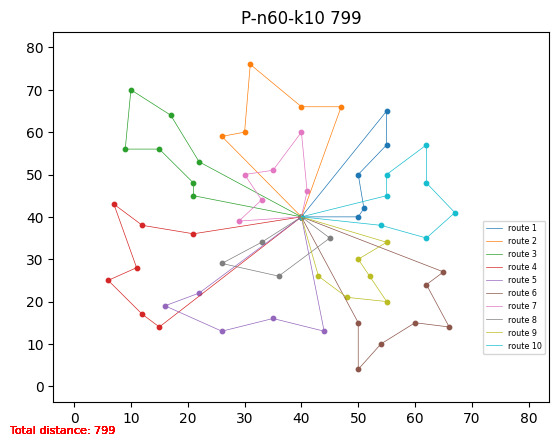 P-n60-k10 799
80
70
60
50
40
30
20
10
0
route 1
route 2
route 3
route 4
route 5
route 6
route 7
route 8
route 9
route 10
0 10 20 30 40 50 60 70 80
Total distance: 799